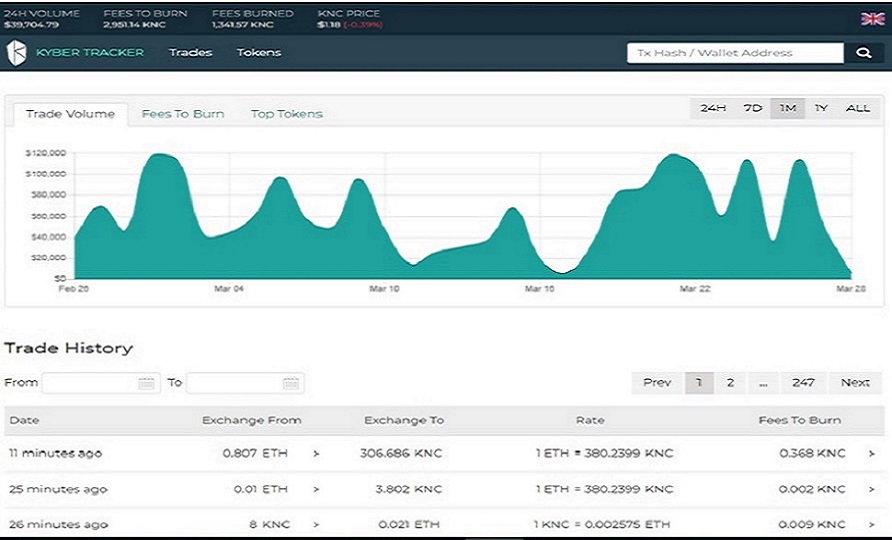 24H VOLUME FEES TO BURN FEES BURNED KNC PRICE
$39,704.79 2,951.14 KNC 1,341.57 KNC $1.18 (-0.39%)
KYBER TRACKER Trades Tokens Tx Hash / Wallet Address
Trade Volume Fees To Burn Top Tokens 24H 7D 1M 1Y ALL
$120,000
$100,000
$80,000
$60,000
$40,000
$20,000
$0
Feb 26 Mar 04 Mar 10 Mar 16 Mar 22 Mar 28
Trade History
From To Prev 1 2 ... 247 Next
Date Exchange From Exchange To Rate Fees To Burn
11 minutes ago 0.807 ETH > 306.686 KNC 1 ETH = 380.2399 KNC 0.368 KNC >
25 minutes ago 0.01 ETH > 3.802 KNC 1 ETH = 380.2399 KNC 0.002 KNC >
26 minutes ago 8 KNC > 0.021 ETH 1 KNC = 0.002575 ETH 0.009 KNC >